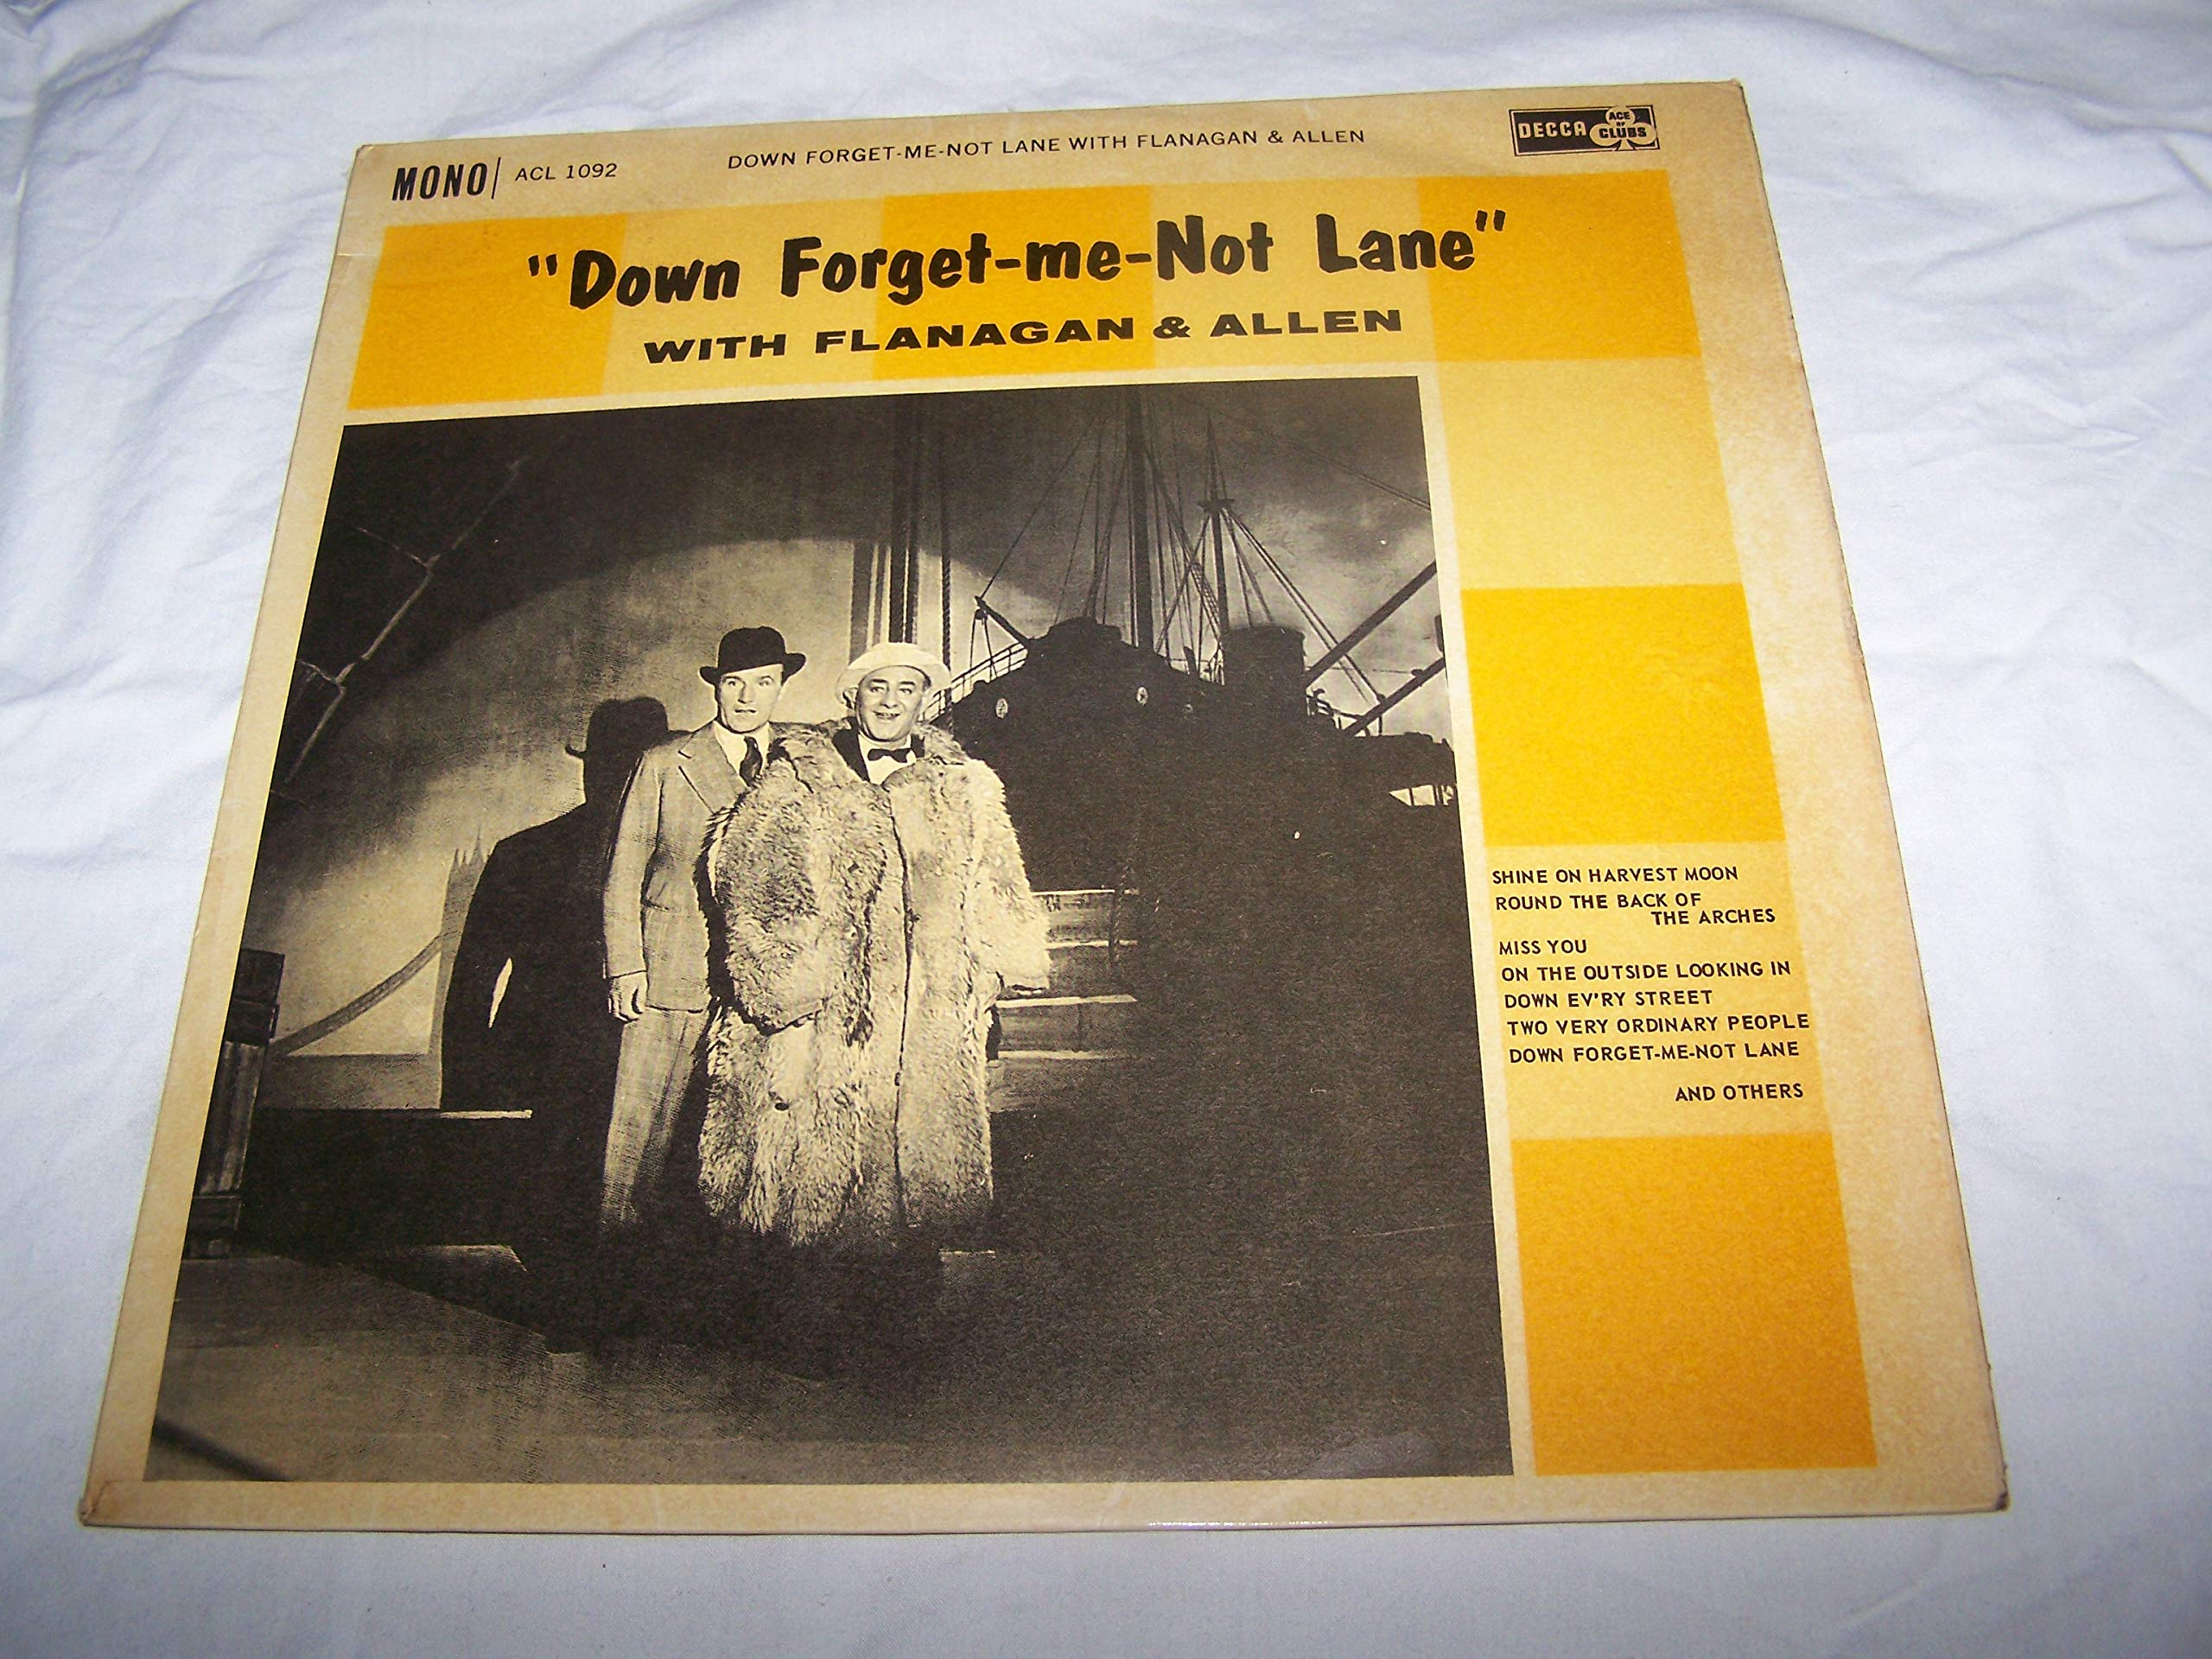 MONO ACL 1092
DOWN FORGET-ME-NOT LANE WITH FLANAGAN & ALLEN
DECCA ACE OF CLUBS
"Down Forget-me-Not Lane"
WITH FLANAGAN & ALLEN
SHINE ON HARVEST MOON
ROUND THE BACK OF
THE ARCHES
MISS YOU
ON THE OUTSIDE LOOKING IN
DOWN EV'RY STREET
TWO VERY ORDINARY PEOPLE
DOWN FORGET-ME-NOT LANE
AND OTHERS